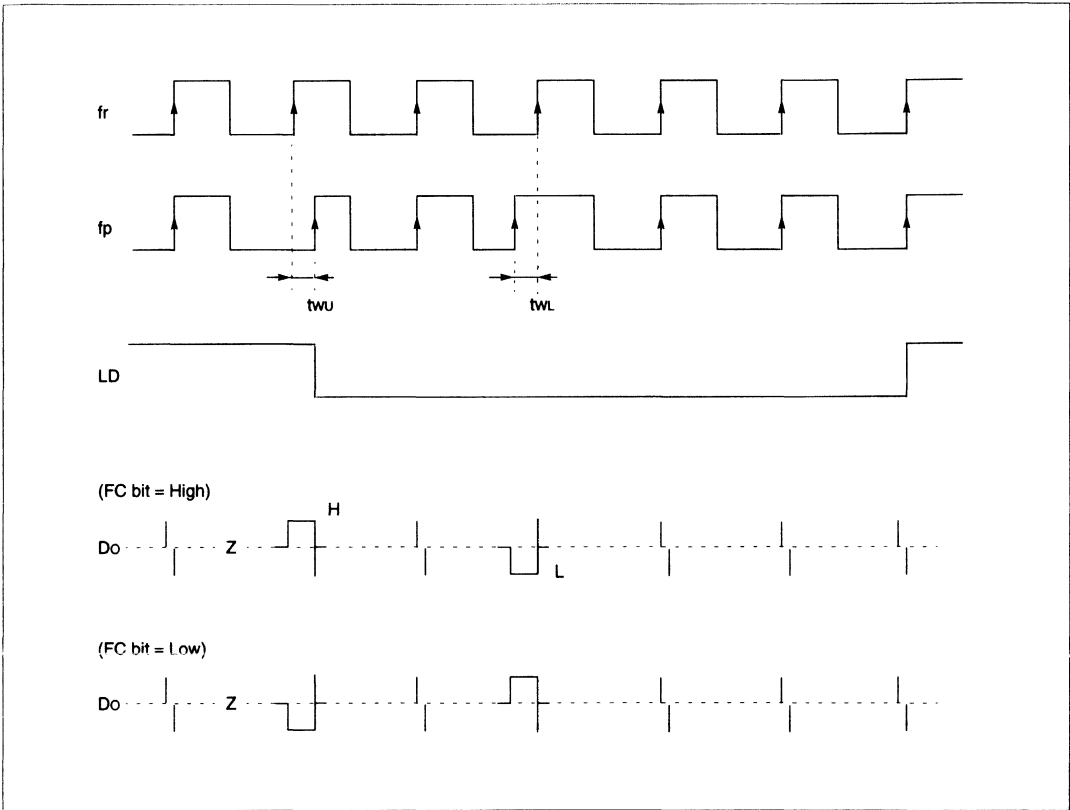 fr
fp
twU
twL
LD
(FC bit = High)
H
Do
Z
L
(FC bit = Low)
Do
Z